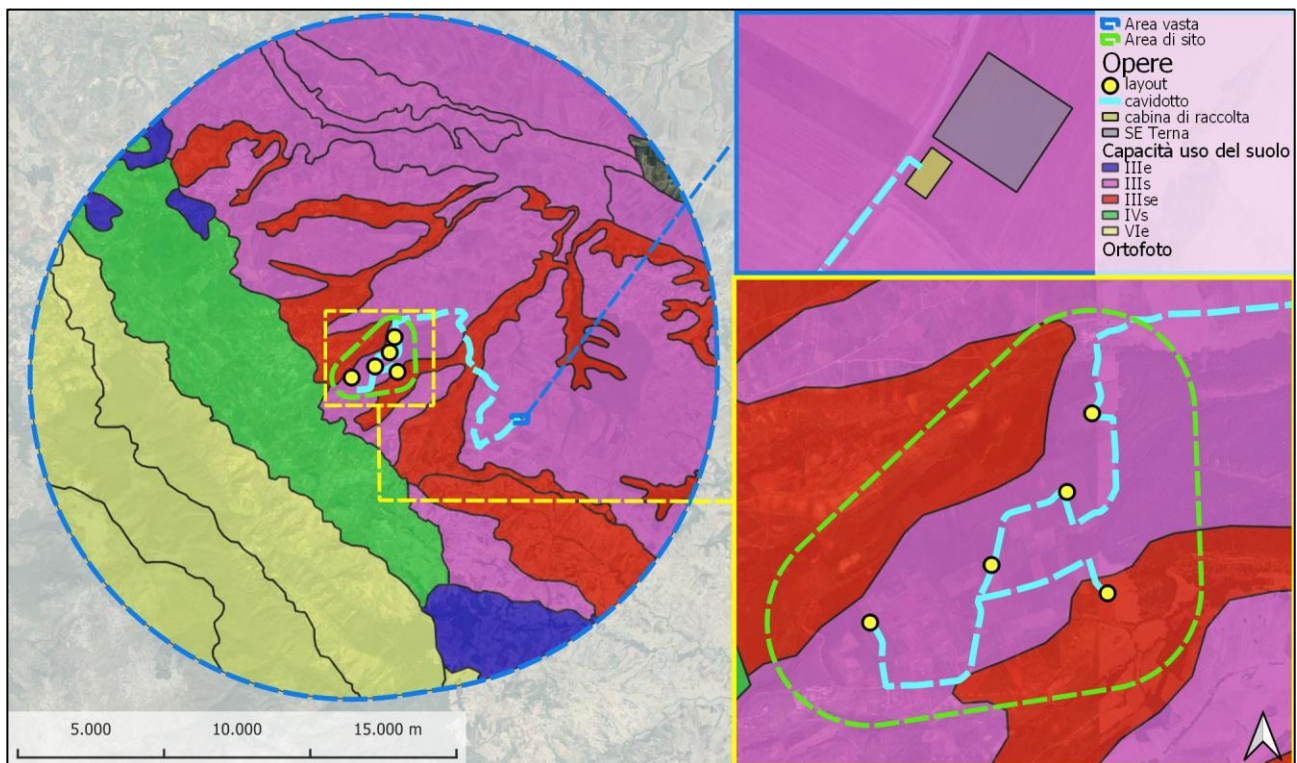 Area vasta
Area di sito
Opere
layout
cavidotto
cabina di raccolta
SE Terna
Capacità uso del suolo
IIIe
IIIs
IIIse
IVs
VIe
Ortofoto
5.000 10.000 15.000 m